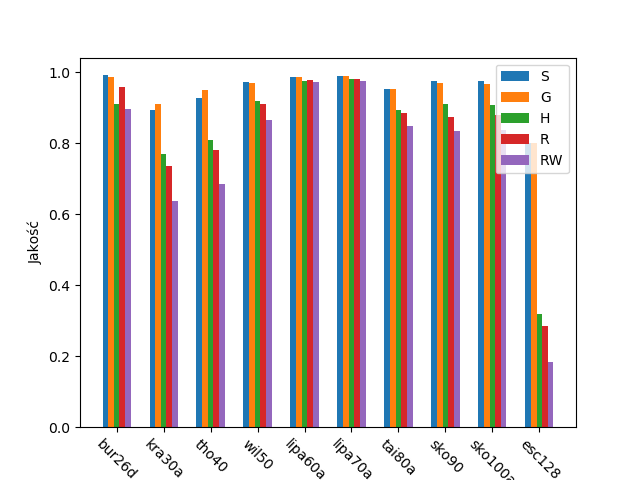 1.0
0.8
0.6
0.4
0.2
0.0
Jakość
S
G
H
R
RW
bur26d
kra30a
tho40
wil50
lipa60a
lipa70a
tai80a
sko90
sko100a
esc128